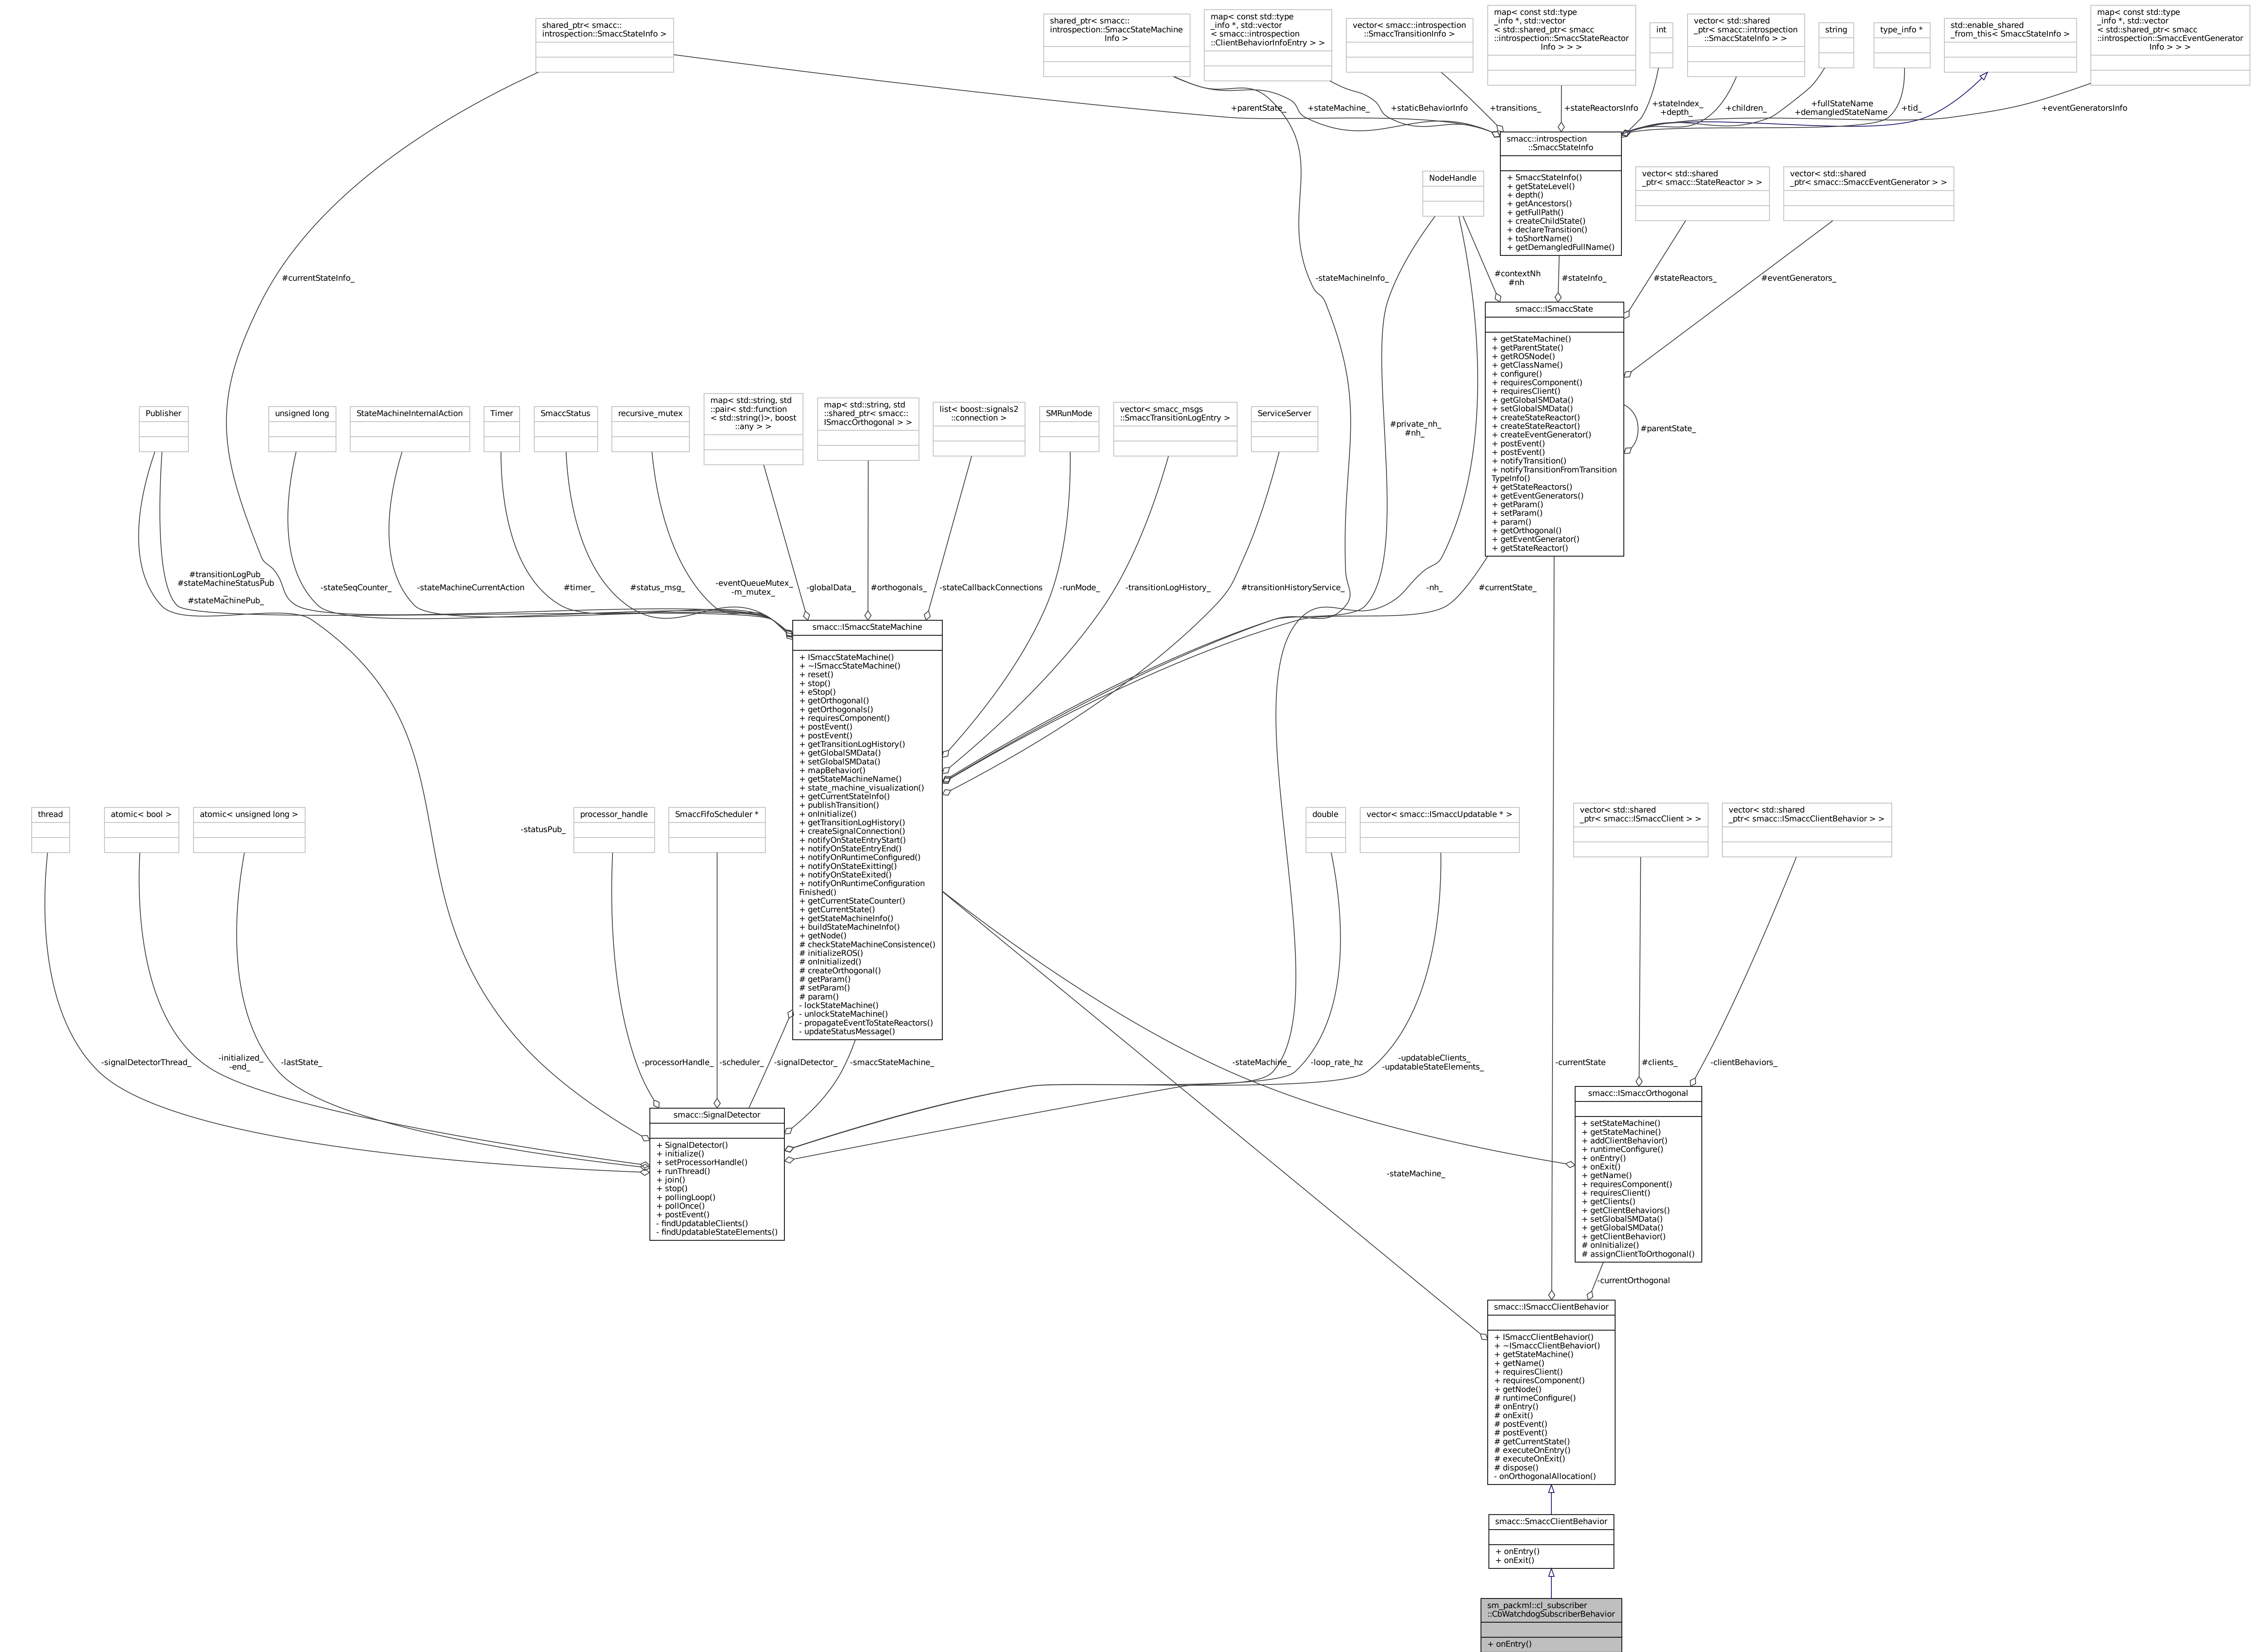 shared_ptr< smacc::
introspection::SmaccStateInfo >
shared_ptr< smacc::
introspection::SmaccStateMachine
Info >
map< const std::type
_info *, std::vector
< smacc::introspection
::ClientBehaviorInfoEntry > >
vector< smacc::introspection
::SmaccTransitionInfo >
map< const std::type
_info *, std::vector
< std::shared_ptr< smacc
::introspection::SmaccStateReactor
Info > > >
int
vector< std::shared
_ptr< smacc::introspection
::SmaccStateInfo > >
string
type_info *
std::enable_shared
_from_this< SmaccStateInfo >
map< const std::type
_info *, std::vector
< std::shared_ptr< smacc
::introspection::SmaccEventGenerator
Info > > >
+parentState_
+stateMachine_
+staticBehaviorInfo
+transitions_
+stateReactorsInfo
+stateIndex_
+depth_
+children_
+fullStateName
+demangledStateName
+tid_
+eventGeneratorsInfo
smacc::introspection
::SmaccStateInfo
+ SmaccStateInfo()
+ getStateLevel()
+ depth()
+ getAncestors()
+ getFullPath()
+ createChildState()
+ declareTransition()
+ toShortName()
+ getDemangledFullName()
NodeHandle
vector< std::shared
_ptr< smacc::StateReactor > >
vector< std::shared
_ptr< smacc::SmaccEventGenerator > >
#currentStateInfo_
-stateMachineInfo_
#contextNh
#nh
#stateInfo_
#stateReactors_
#eventGenerators_
smacc::ISmaccState
+ getStateMachine()
+ getParentState()
+ getROSNode()
+ getClassName()
+ configure()
+ requiresComponent()
+ requiresClient()
+ getGlobalSMData()
+ setGlobalSMData()
+ createStateReactor()
+ createStateReactor()
+ createEventGenerator()
+ postEvent()
+ postEvent()
+ notifyTransition()
+ notifyTransitionFromTransition
TypeInfo()
+ getStateReactors()
+ getEventGenerators()
+ getParam()
+ setParam()
+ param()
+ getOrthogonal()
+ getEventGenerator()
+ getStateReactor()
#parentState_
Publisher
unsigned long
StateMachineInternalAction
Timer
SmaccStatus
recursive_mutex
map< std::string, std
::pair< std::function
< std::string()>, boost
::any > >
map< std::string, std
::shared_ptr< smacc::
ISmaccOrthogonal > >
list< boost::signals2
::connection >
SMRunMode
vector< smacc_msgs
::SmaccTransitionLogEntry >
ServiceServer
#private_nh_
#nh_
#transitionLogPub_
#stateMachineStatusPub
_
#stateMachinePub_
-stateSeqCounter_
-stateMachineCurrentAction
#timer_
#status_msg_
-eventQueueMutex_
-m_mutex_
-globalData_
#orthogonals_
-stateCallbackConnections
-runMode_
-transitionLogHistory_
#transitionHistoryService_
-nh_
#currentState_
smacc::ISmaccStateMachine
+ ISmaccStateMachine()
+ ~ISmaccStateMachine()
+ reset()
+ stop()
+ eStop()
+ getOrthogonal()
+ getOrthogonals()
+ requiresComponent()
+ postEvent()
+ postEvent()
+ getTransitionLogHistory()
+ getGlobalSMData()
+ setGlobalSMData()
+ mapBehavior()
+ getStateMachineName()
+ state_machine_visualization()
+ getCurrentStateInfo()
+ publishTransition()
+ onInitialize()
+ getTransitionLogHistory()
+ createSignalConnection()
+ notifyOnStateEntryStart()
+ notifyOnStateEntryEnd()
+ notifyOnRuntimeConfigured()
+ notifyOnStateExitting()
+ notifyOnStateExited()
+ notifyOnRuntimeConfiguration
Finished()
+ getCurrentStateCounter()
+ getCurrentState()
+ getStateMachineInfo()
+ buildStateMachineInfo()
+ getNode()
# checkStateMachineConsistence()
# initializeROS()
# onInitialized()
# createOrthogonal()
# getParam()
# setParam()
# param()
- lockStateMachine()
- unlockStateMachine()
- propagateEventToStateReactors()
- updateStatusMessage()
thread
atomic< bool >
atomic< unsigned long >
-statusPub_
processor_handle
SmaccFifoScheduler *
double
vector< smacc::ISmaccUpdatable * >
vector< std::shared
_ptr< smacc::ISmaccClient > >
vector< std::shared
_ptr< smacc::ISmaccClientBehavior > >
-signalDetectorThread_
-initialized_
-end_
-lastState_
-processorHandle_
-scheduler_
-signalDetector_
-smaccStateMachine_
-stateMachine_
-loop_rate_hz
-updatableClients_
-updatableStateElements_
-currentState
#clients_
-clientBehaviors_
smacc::SignalDetector
+ SignalDetector()
+ initialize()
+ setProcessorHandle()
+ runThread()
+ join()
+ stop()
+ pollingLoop()
+ pollOnce()
+ postEvent()
- findUpdatableClients()
- findUpdatableStateElements()
smacc::ISmaccOrthogonal
+ setStateMachine()
+ getStateMachine()
+ addClientBehavior()
+ runtimeConfigure()
+ onEntry()
+ onExit()
+ getName()
+ requiresComponent()
+ requiresClient()
+ getClients()
+ getClientBehaviors()
+ setGlobalSMData()
+ getGlobalSMData()
+ getClientBehavior()
# onInitialize()
# assignClientToOrthogonal()
-stateMachine_
-currentOrthogonal
smacc::ISmaccClientBehavior
+ ISmaccClientBehavior()
+ ~ISmaccClientBehavior()
+ getStateMachine()
+ getName()
+ requiresClient()
+ requiresComponent()
+ getNode()
# runtimeConfigure()
# onEntry()
# onExit()
# postEvent()
# postEvent()
# getCurrentState()
# executeOnEntry()
# executeOnExit()
# dispose()
- onOrthogonalAllocation()
smacc::SmaccClientBehavior
+ onEntry()
+ onExit()
sm_packml::cl_subscriber
::CbWatchdogSubscriberBehavior
+ onEntry()